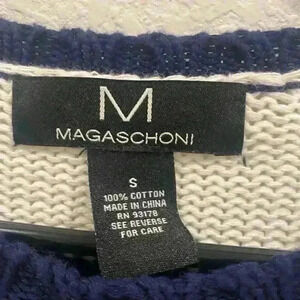 M
MAGASCHONI
S
100% COTTON
MADE IN CHINA
RN 93178
SEE REVERSE
FOR CARE